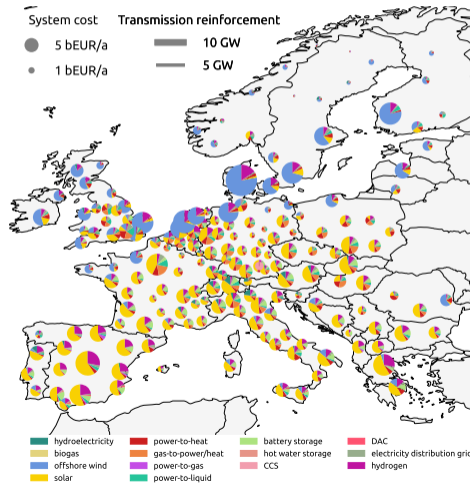 System cost
Transmission reinforcement
5 bEUR/a
10 GW
1 bEUR/a
5 GW
hydroelectricity
power-to-heat
battery storage
DAC
biogas
gas-to-power/heat
hot water storage
electricity distribution grid
offshore wind
power-to-gas
CCS
hydrogen
solar
power-to-liquid